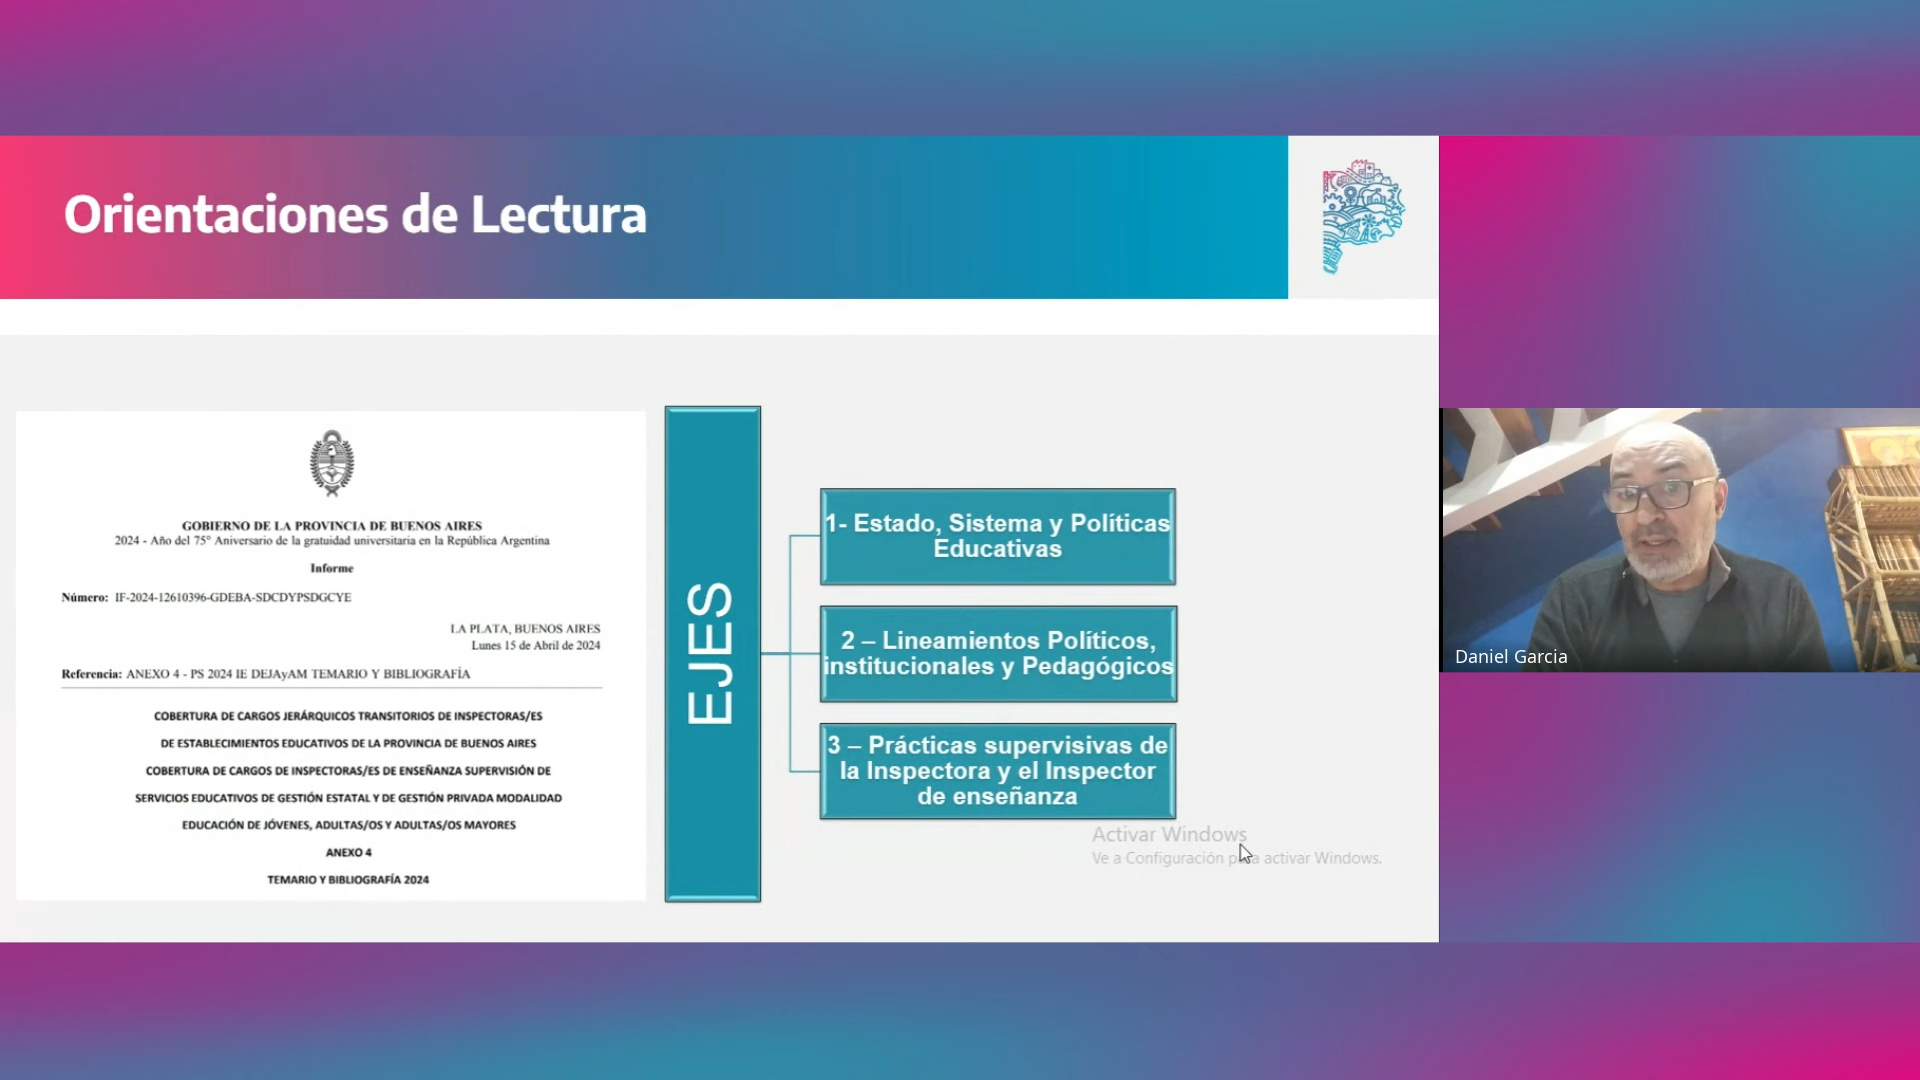 Orientaciones de Lectura
GOBIERNO DE LA PROVINCIA DE BUENOS AIRES
2024 - Año del 75° Aniversario de la gratuidad universitaria en la República Argentina
Informe
Número: IF-2024-12610396-GDEBA-SDCDYPSDGCYE
LA PLATA, BUENOS AIRES
Lunes 15 de Abril de 2024
Referencia: ANEXO 4 - PS 2024 IE DEJAyAM TEMARIO Y BIBLIOGRAFÍA
COBERTURA DE CARGOS JERÁRQUICOS TRANSITORIOS DE INSPECTORAS/ES
DE ESTABLECIMIENTOS EDUCATIVOS DE LA PROVINCIA DE BUENOS AIRES
COBERTURA DE CARGOS DE INSPECTORAS/ES DE ENSEÑANZA SUPERVISIÓN DE
SERVICIOS EDUCATIVOS DE GESTIÓN ESTATAL Y DE GESTIÓN PRIVADA MODALIDAD
EDUCACIÓN DE JÓVENES, ADULTAS/OS Y ADULTAS/OS MAYORES
ANEXO 4
TEMARIO Y BIBLIOGRAFÍA 2024
EJES
1- Estado, Sistema y Políticas
Educativas
2 – Lineamientos Políticos,
institucionales y Pedagógicos
3 – Prácticas supervisivas de
la Inspectora y el Inspector
de enseñanza
Activar Windows
Ve a Configuración para activar Windows.
Daniel Garcia